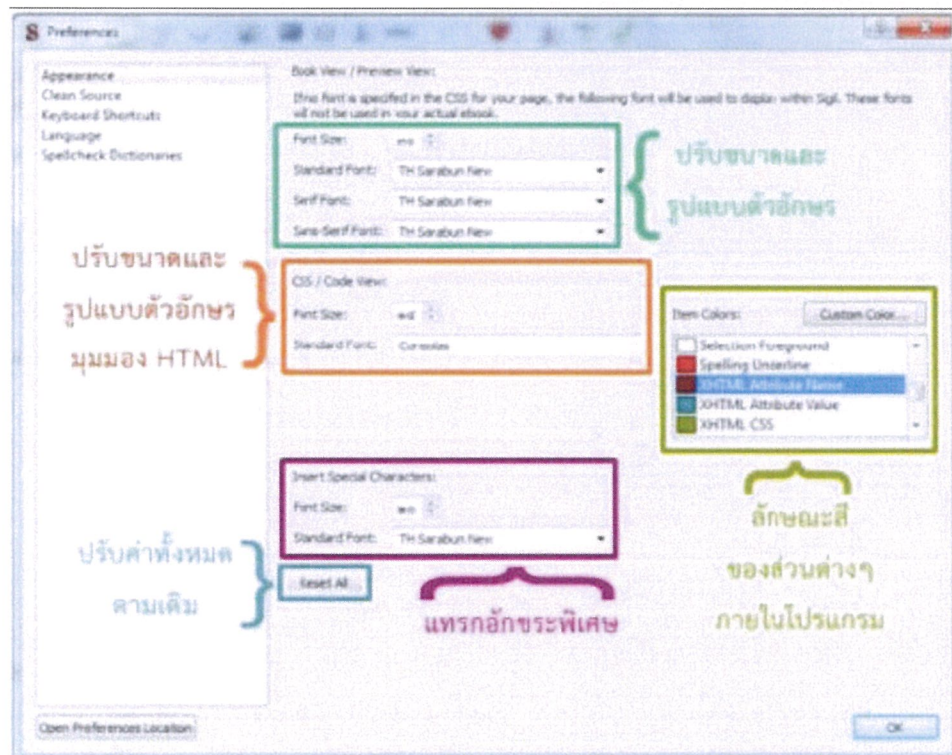 Preferences
Appearance
Clean Source
Keyboard Shortcuts
Language
Spellcheck Dictionaries
Book View / Preview View:
If no font is specified in the CSS for your page, the following font will be used to display within Sigil. These fonts
will not be used in your actual ebook.
Font Size:
Standard Font: TH Sarabun New
Serif Font: TH Sarabun New
Sans-Serif Font: TH Sarabun New
ปรับขนาดและ
รูปแบบตัวอักษร
ปรับขนาดและ
รูปแบบตัวอักษร
มุมมอง HTML
CSS / Code View:
Font Size:
Standard Font: Consolas
Item Colors: Custom Color...
Selection Foreground
Spelling Underline
XHTML Attribute Name
XHTML Attribute Value
XHTML CSS
Insert Special Characters:
Font Size:
Standard Font: TH Sarabun New
ปรับค่าทั้งหมด
ตามเดิม
Reset All
แทรกอักขระพิเศษ
ลักษณะสี
ของส่วนต่างๆ
ภายในโปรแกรม
Open Preferences Location
OK